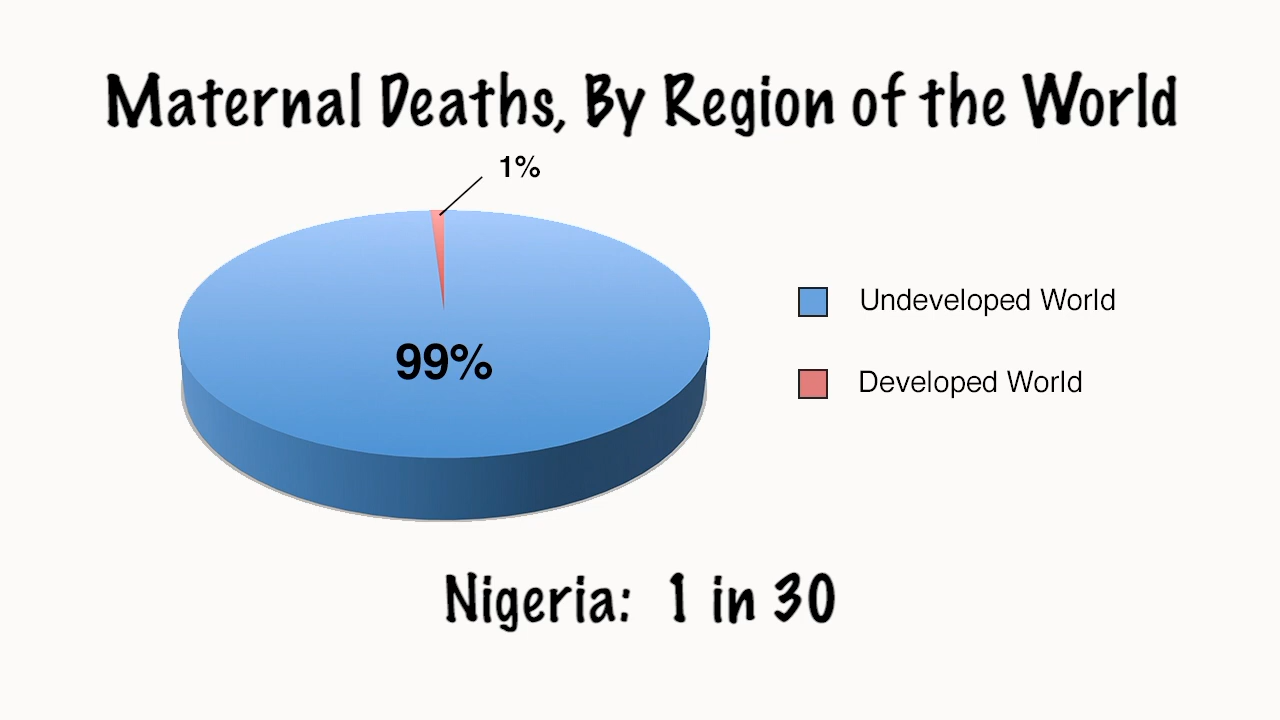 Maternal Deaths, By Region of the World
1%
99%
Undeveloped World
Developed World
Nigeria: 1 in 30